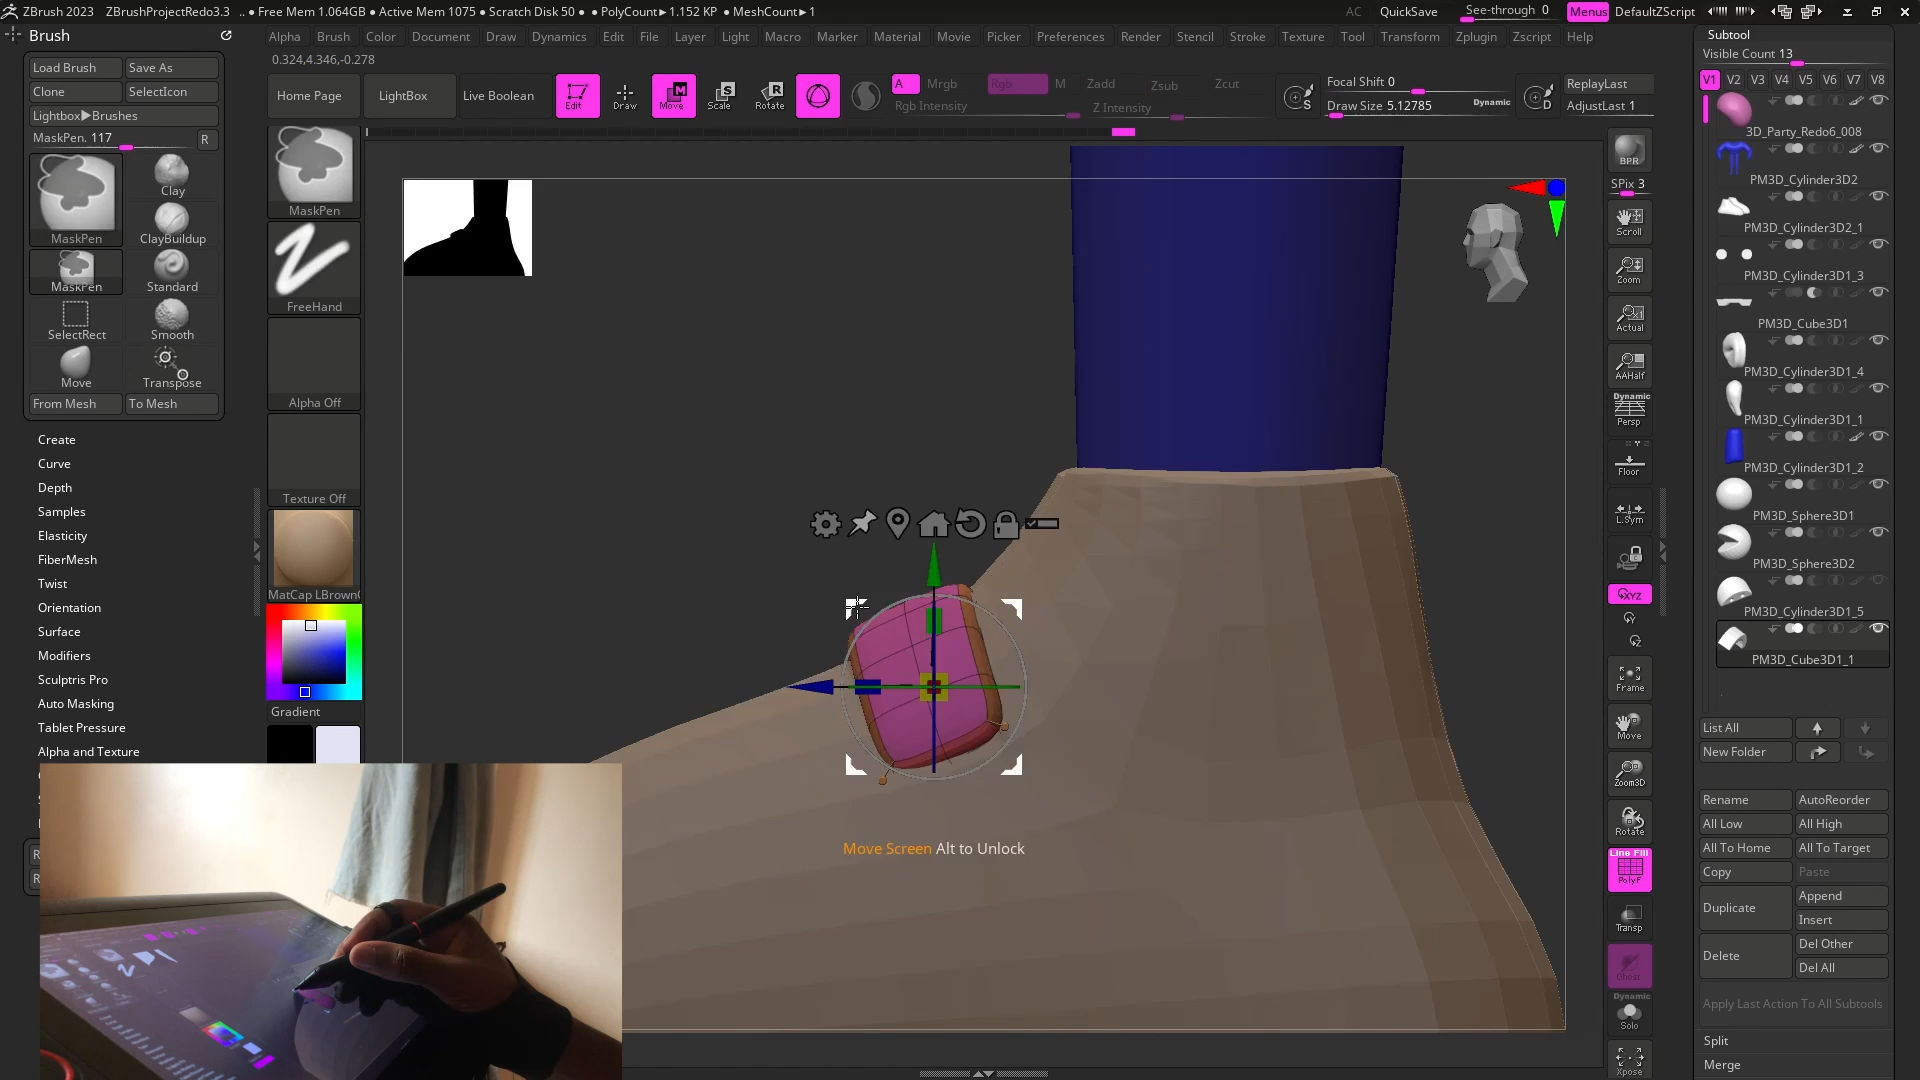 ZBrush 2023 ZBrushProjectRedo3.3 .. ● Free Mem 1.064GB ● Active Mem 1075 ● Scratch Disk 50 ● ● PolyCount▶1.152 KP ● MeshCount▶1 AC QuickSave See-through 0 Menus DefaultZScript
Brush
Alpha Brush Color Document Draw Dynamics Edit File Layer Light Macro Marker Material Movie Picker Preferences Render Stencil Stroke Texture Tool Transform Zplugin Zscript Help
0.324,4.346,-0.278
Home Page LightBox Live Boolean Edit Draw Move Scale Rotate
A Mrgb Rgb M Zadd Zsub Zcut
Rgb Intensity Z Intensity
Focal Shift 0
Draw Size 5.12785 Dynamic
ReplayLast
AdjustLast 1
Load Brush Save As
Clone SelectIcon
Lightbox▶Brushes
MaskPen. 117 R
MaskPen Clay
ClayBuildup
MaskPen Standard
SelectRect Smooth
Move Transpose
From Mesh To Mesh
Create
Curve
Depth
Samples
Elasticity
FiberMesh
Twist
Orientation
Surface
Modifiers
Sculptris Pro
Auto Masking
Tablet Pressure
Alpha and Texture
MaskPen
FreeHand
Alpha Off
Texture Off
MatCap LBrown
Gradient
Move Screen Alt to Unlock
BPR
SPix 3
Scroll
Zoom
Actual
AAHalf
Dynamic
Persp
Floor
L.Sym
XYZ
Frame
Move
Zoom3D
Rotate
Line Fill
PolyF
Transp
Ghost
Dynamic
Solo
Xpose
Subtool
Visible Count 13
V1 V2 V3 V4 V5 V6 V7 V8
3D_Party_Redo6_008
PM3D_Cylinder3D2
PM3D_Cylinder3D2_1
PM3D_Cylinder3D1_3
PM3D_Cube3D1
PM3D_Cylinder3D1_4
PM3D_Cylinder3D1_1
PM3D_Cylinder3D1_2
PM3D_Sphere3D1
PM3D_Sphere3D2
PM3D_Cylinder3D1_5
PM3D_Cube3D1_1
List All
New Folder
Rename AutoReorder
All Low All High
All To Home All To Target
Copy Paste
Duplicate Append
Insert
Delete Del Other
Del All
Apply Last Action To All Subtools
Split
Merge